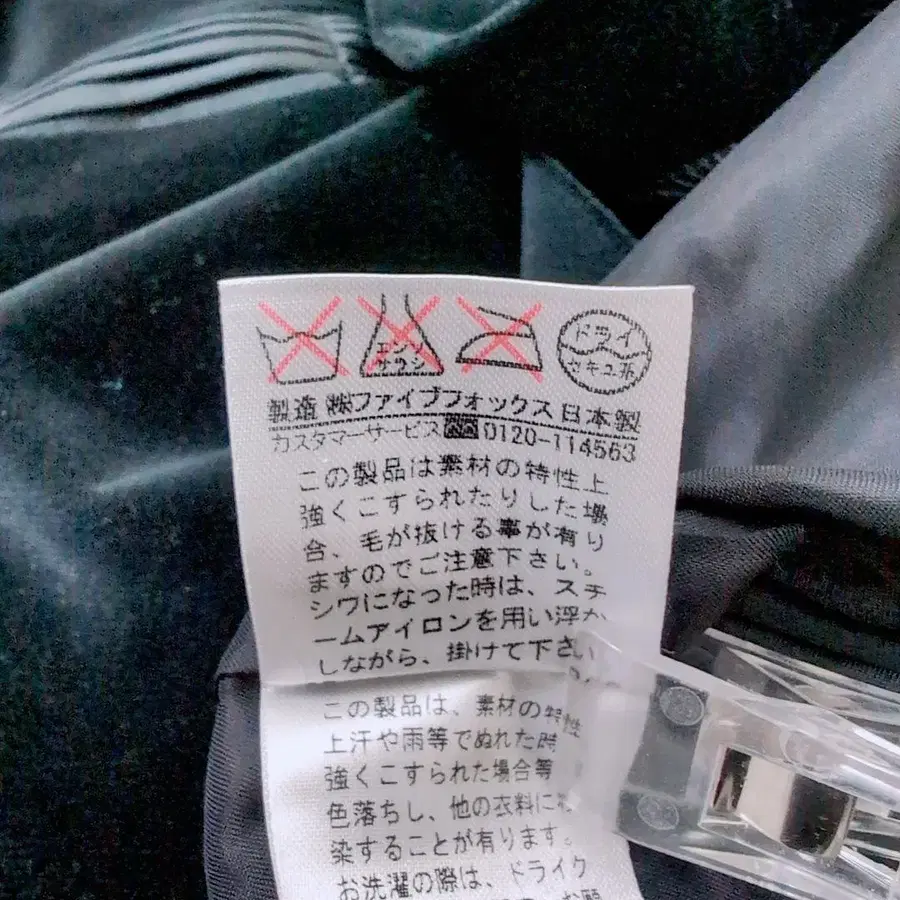 エンソ
サラシ
ドライ
セキユ系
製造 ㈱ファイブフォックス 日本製
カスタマーサービス 0120-114563
この製品は素材の特性上
強くこすられたりした場
合、毛が抜ける事が有り
ますのでご注意下さい。
シワになった時は、スチ
ームアイロンを用い浮か
しながら、掛けて下さい
この製品は、素材の特性
上汗や雨等でぬれた時
強くこすられた場合等
色落ちし、他の衣料に
染することが有ります。
お洗濯の際は、ドライク